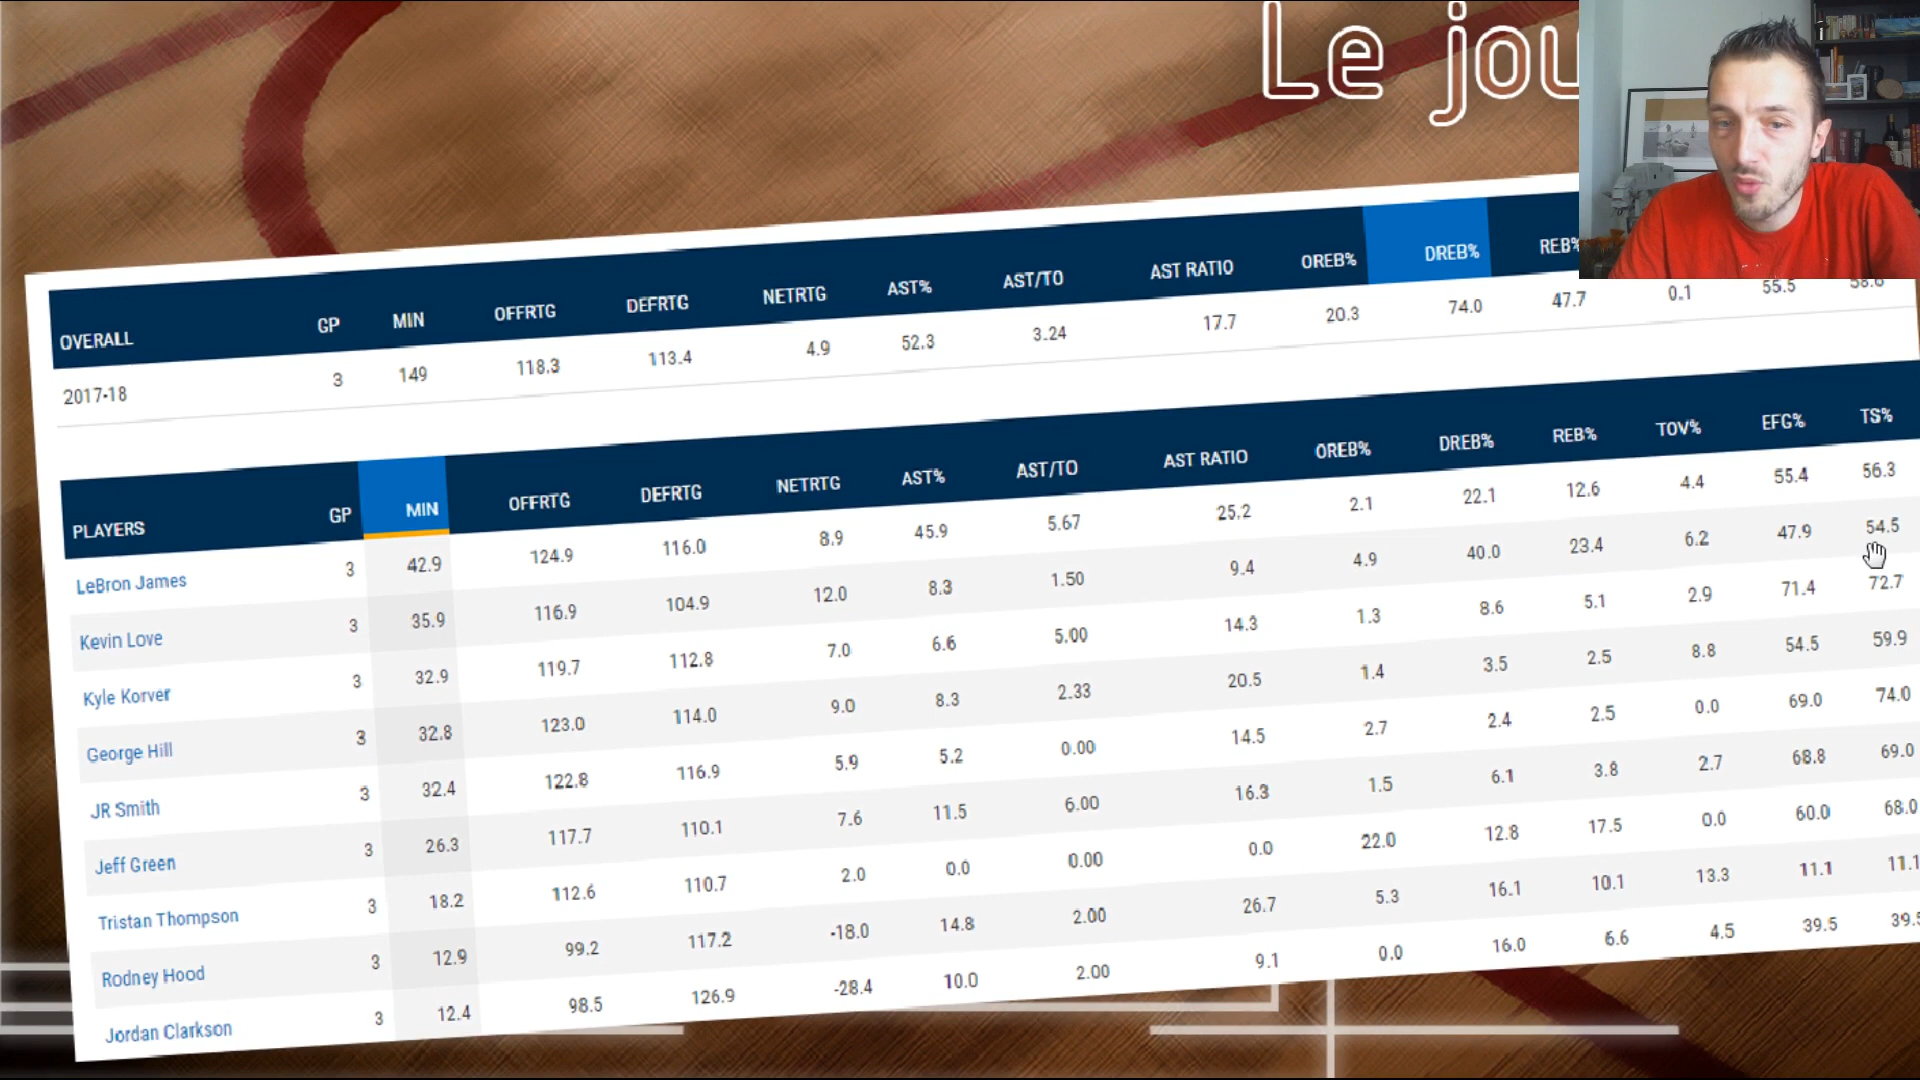 Le jou
OVERALL GP MIN OFFRTG DEFRTG NETRTG AST% AST/TO AST RATIO OREB% DREB% REB%
2017-18 3 149 118.3 113.4 4.9 52.3 3.24 17.7 20.3 74.0 47.7 0.1 55.5 58.6
PLAYERS GP MIN OFFRTG DEFRTG NETRTG AST% AST/TO AST RATIO OREB% DREB% REB% TOV% EFG% TS%
LeBron James 3 42.9 124.9 116.0 8.9 45.9 5.67 25.2 2.1 22.1 12.6 4.4 55.4 56.3
Kevin Love 3 35.9 116.9 104.9 12.0 8.3 1.50 9.4 4.9 40.0 23.4 6.2 47.9 54.5
Kyle Korver 3 32.9 119.7 112.8 7.0 6.6 5.00 14.3 1.3 8.6 5.1 2.9 71.4 72.7
George Hill 3 32.8 123.0 114.0 9.0 8.3 2.33 20.5 1.4 3.5 2.5 8.8 54.5 59.9
JR Smith 3 32.4 122.8 116.9 5.9 5.2 0.00 14.5 2.7 2.4 2.5 0.0 69.0 74.0
Jeff Green 3 26.3 117.7 110.1 7.6 11.5 6.00 16.3 1.5 6.1 3.8 2.7 68.8 69.0
Tristan Thompson 3 18.2 112.6 110.7 2.0 0.0 0.00 0.0 22.0 12.8 17.5 0.0 60.0 68.0
Rodney Hood 3 12.9 99.2 117.2 -18.0 14.8 2.00 26.7 5.3 16.1 10.1 13.3 11.1 11.1
Jordan Clarkson 3 12.4 98.5 126.9 -28.4 10.0 2.00 9.1 0.0 16.0 6.6 4.5 39.5 39.5